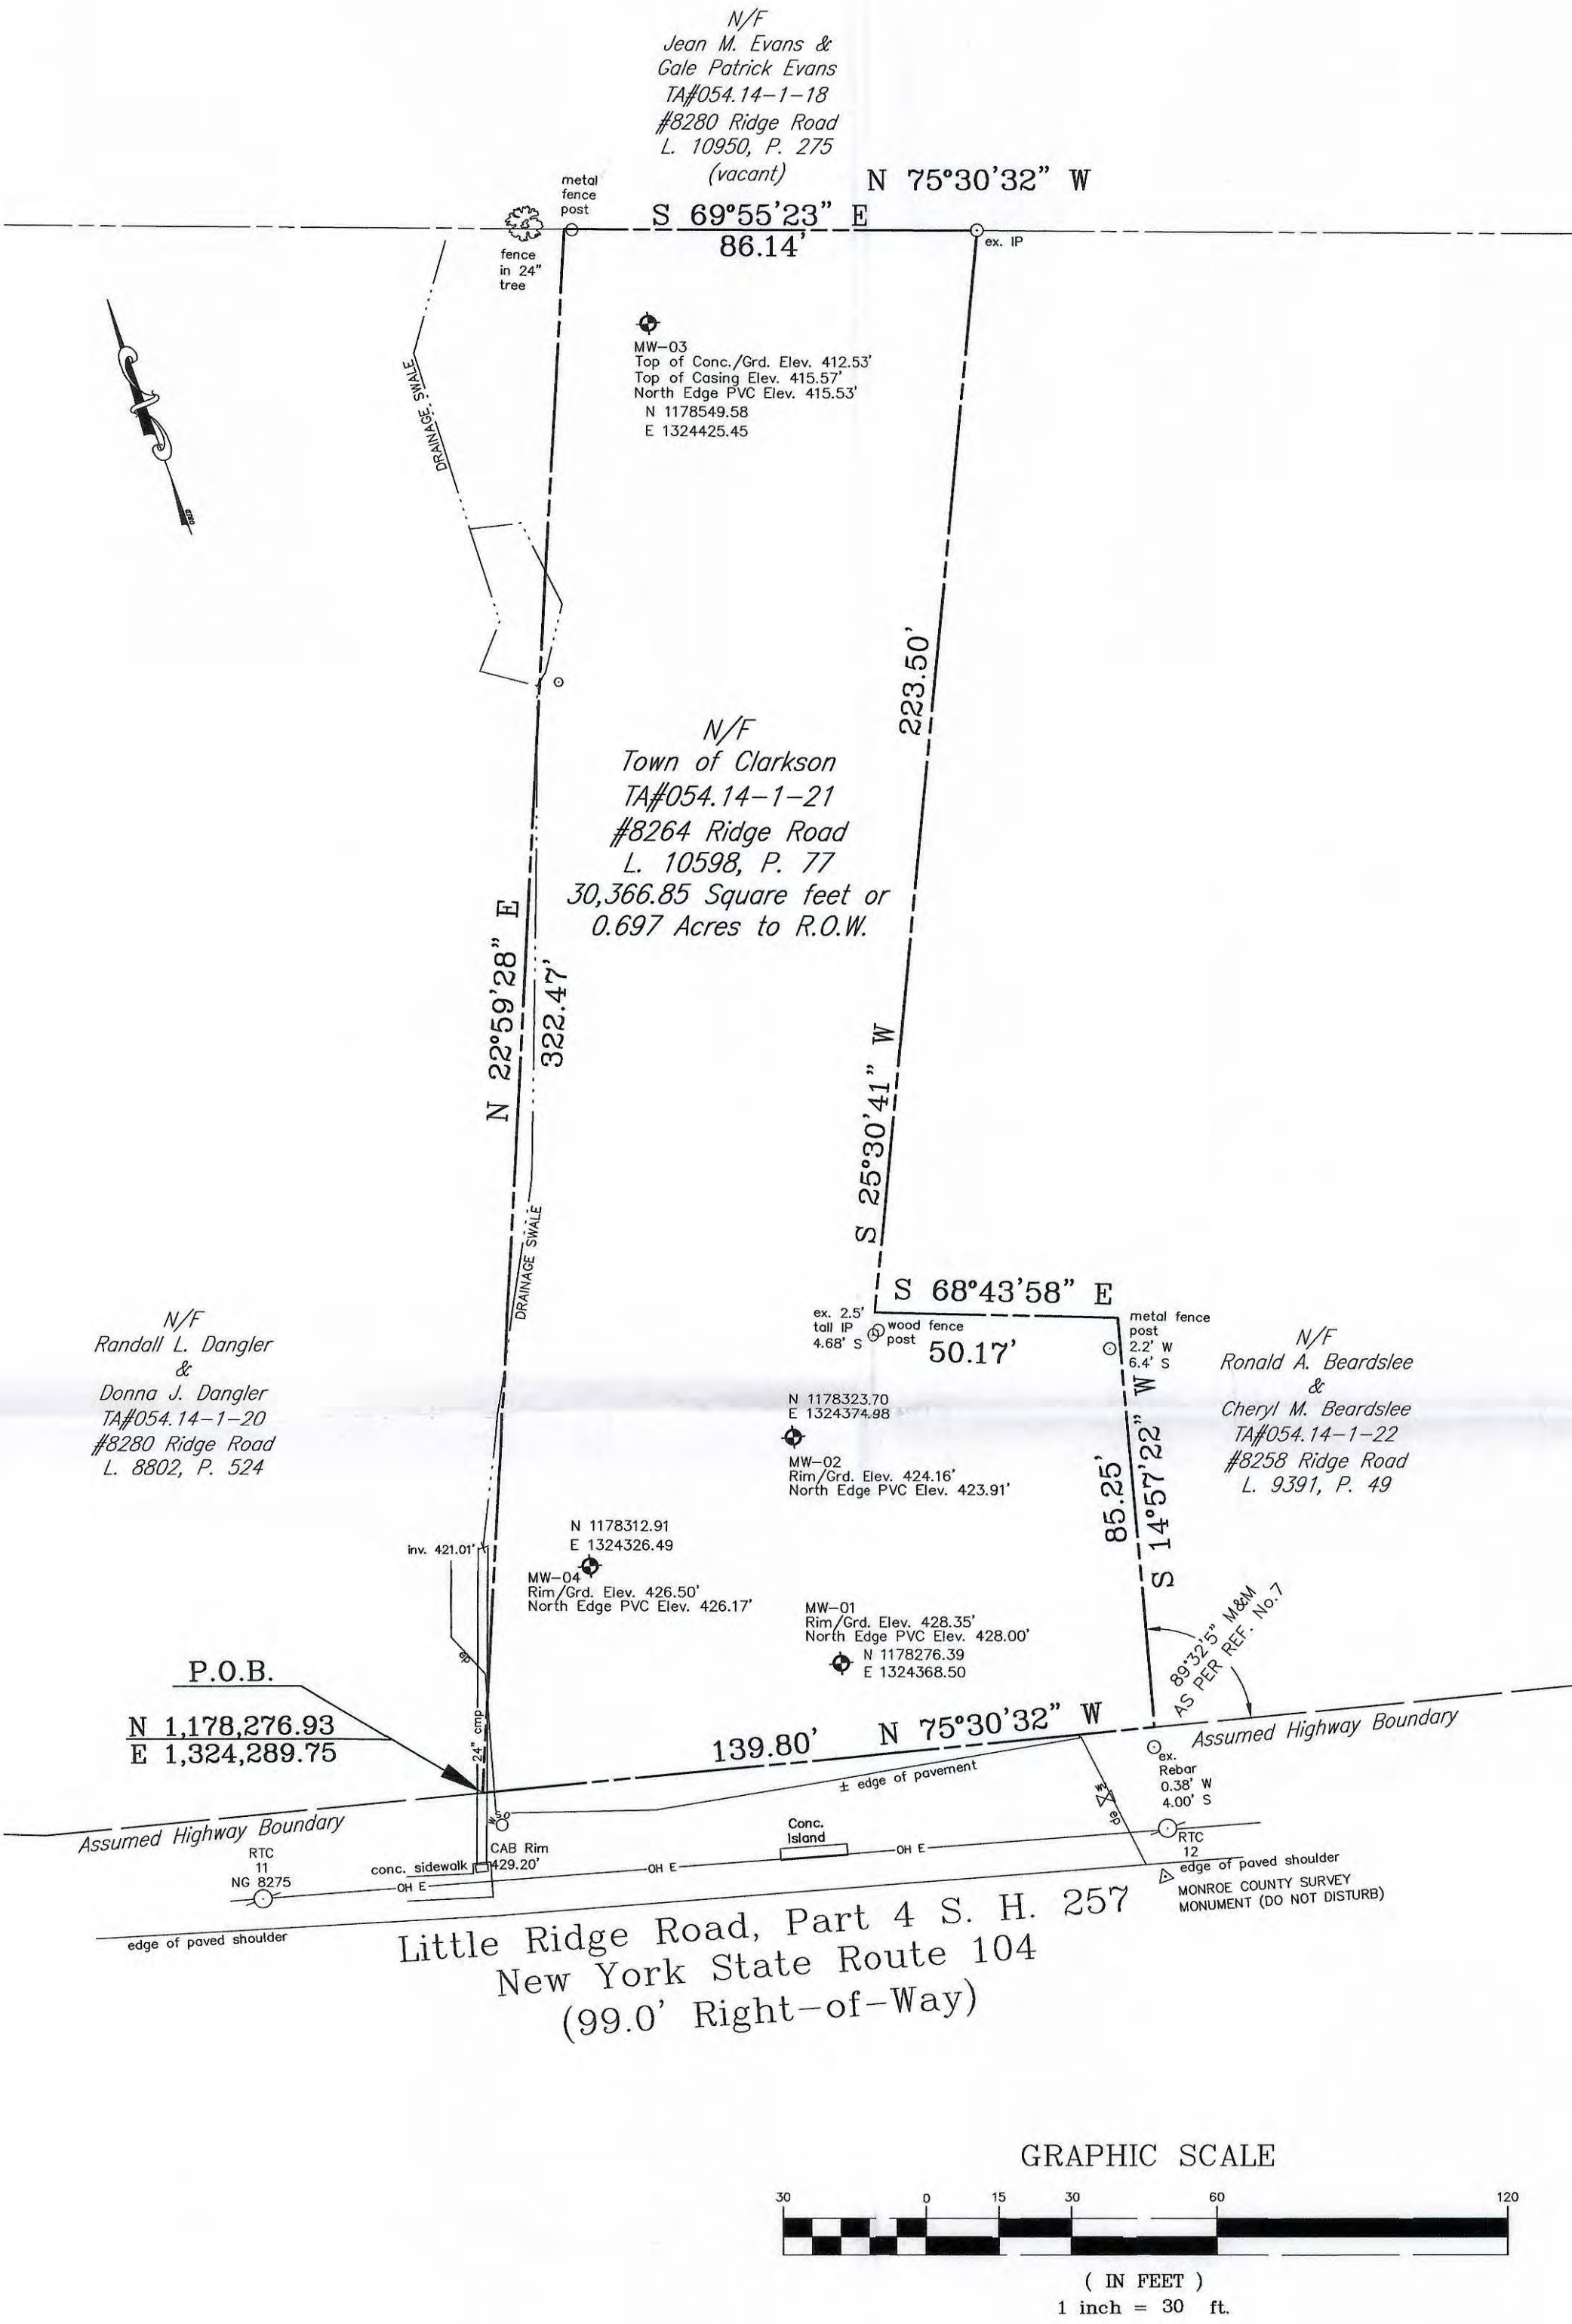 N/F
Jean M. Evans &
Gale Patrick Evans
TA#054.14-1-18
#8280 Ridge Road
L. 10950, P. 275
(vacant)
N 75°30'32" W
metal
fence
post
S 69°55'23" E
86.14'
ex. IP
fence
in 24"
tree
MW-03
Top of Conc./Grd. Elev. 412.53'
Top of Casing Elev. 415.57'
North Edge PVC Elev. 415.53'
N 1178549.58
E 1324425.45
DRAINAGE SWALE
223.50'
N/F
Town of Clarkson
TA#054.14-1-21
#8264 Ridge Road
L. 10598, P. 77
30,366.85 Square feet or
0.697 Acres to R.O.W.
N 22°59'28" E
322.47'
S 25°30'41" W
DRAINAGE SWALE
S 68°43'58" E
50.17'
ex. 2.5'
tall IP
4.68' S
wood fence
post
metal fence
post
2.2' W
6.4' S
N/F
Randall L. Dangler
&
Donna J. Dangler
TA#054.14-1-20
#8280 Ridge Road
L. 8802, P. 524
N/F
Ronald A. Beardslee
&
Cheryl M. Beardslee
TA#054.14-1-22
#8258 Ridge Road
L. 9391, P. 49
N 1178323.70
E 1324374.98
MW-02
Rim/Grd. Elev. 424.16'
North Edge PVC Elev. 423.91'
85.25'
S 14°57'22" W
N 1178312.91
E 1324326.49
MW-04
Rim/Grd. Elev. 426.50'
North Edge PVC Elev. 426.17'
inv. 421.01'
MW-01
Rim/Grd. Elev. 428.35'
North Edge PVC Elev. 428.00'
N 1178276.39
E 1324368.50
89°32'5" M&M
AS PER REF. No.7
ep
24" cmp
P.O.B.
N 1,178,276.93
E 1,324,289.75
139.80'
N 75°30'32" W
Assumed Highway Boundary
± edge of pavement
ex.
Rebar
0.38' W
4.00' S
ep
Assumed Highway Boundary
RTC
11
NG 8275
conc. sidewalk
CAB Rim
429.20'
Conc.
Island
OH E
OH E
OH E
RTC
12
edge of paved shoulder
MONROE COUNTY SURVEY
MONUMENT (DO NOT DISTURB)
edge of paved shoulder
Little Ridge Road, Part 4 S. H. 257
New York State Route 104
(99.0' Right-of-Way)
GRAPHIC SCALE
30 0 15 30 60 120
( IN FEET )
1 inch = 30 ft.